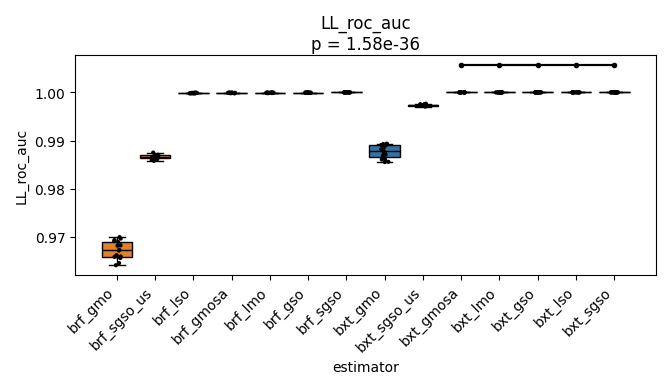 LL_roc_auc
p = 1.58e-36
LL_roc_auc
1.00
0.99
0.98
0.97
brf_gmo
brf_sgso_us
brf_lso
brf_gmosa
brf_lmo
brf_gso
brf_sgso
bxt_gmo
bxt_sgso_us
bxt_gmosa
bxt_lmo
bxt_gso
bxt_lso
bxt_sgso
estimator